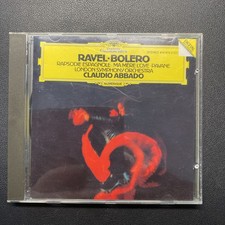 RAVEL·BOLERO
RAPSODIE ESPAGNOLE · MA MÈRE L'OYE · PAVANE
LONDON SYMPHONY ORCHESTRA
CLAUDIO ABBADO